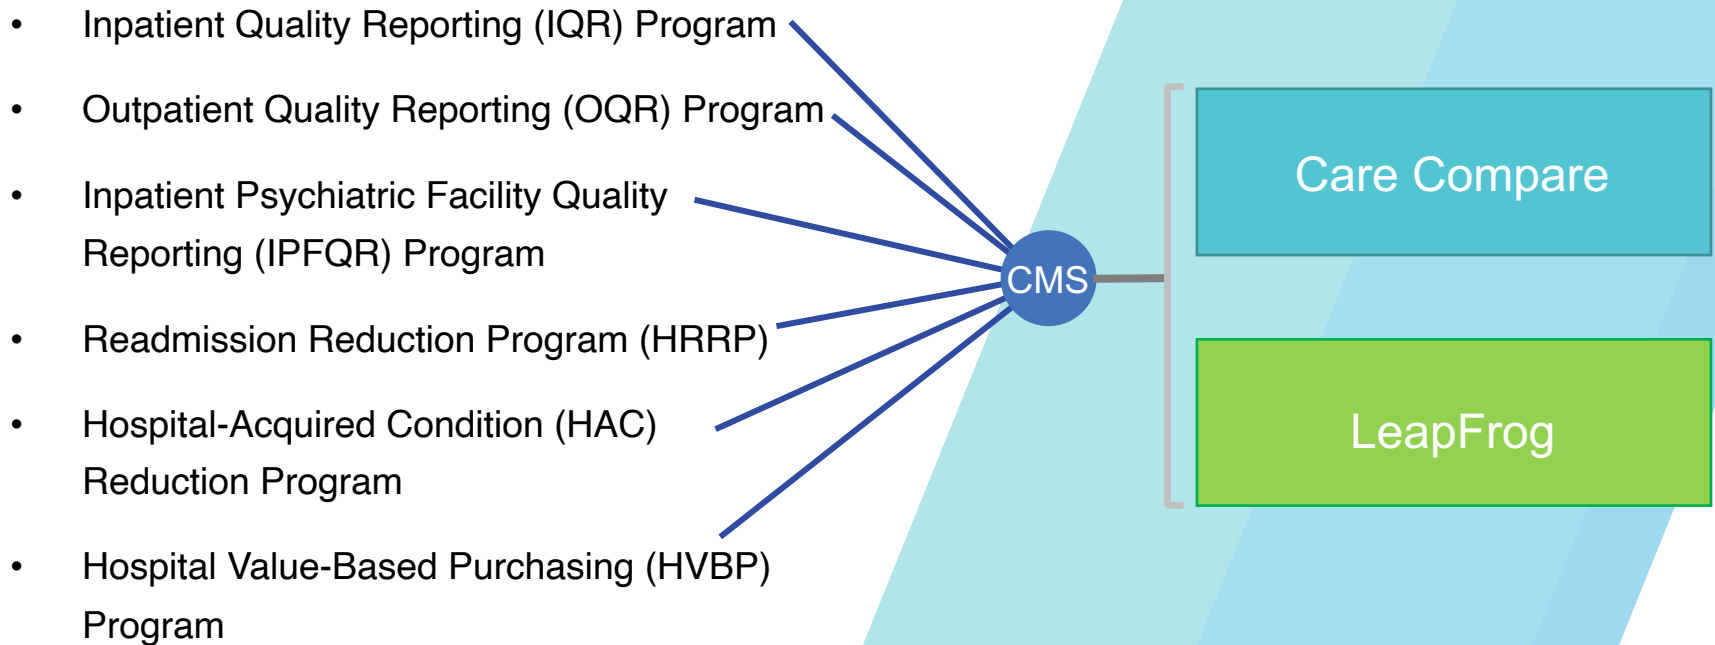 • Inpatient Quality Reporting (IQR) Program
• Outpatient Quality Reporting (OQR) Program
• Inpatient Psychiatric Facility Quality
Reporting (IPFQR) Program
• Readmission Reduction Program (HRRP)
• Hospital-Acquired Condition (HAC)
Reduction Program
• Hospital Value-Based Purchasing (HVBP)
Program
CMS
Care Compare
LeapFrog